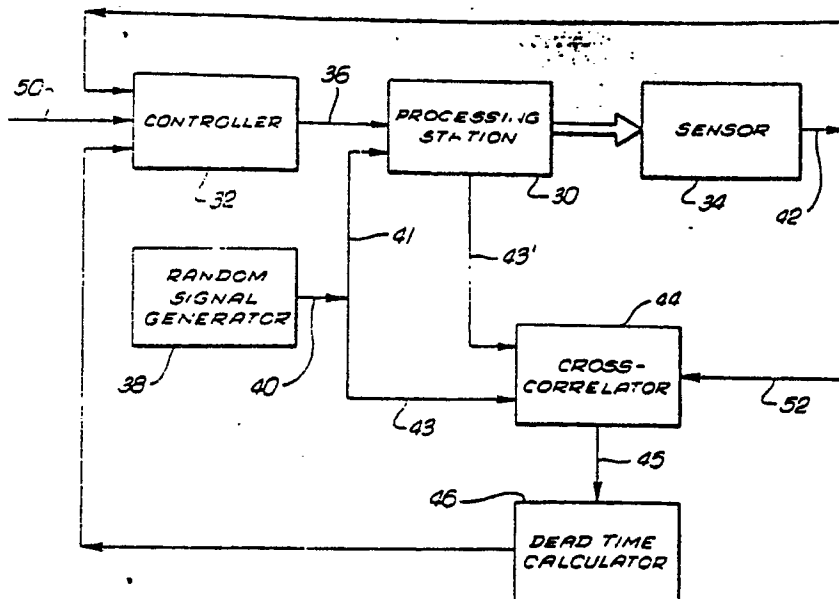 36
50
CONTROLLER
PROCESSING
STATION
SENSOR
32
30
34
42
41
43'
RANDOM
SIGNAL
GENERATOR
44
38
40
CROSS-
CORRELATOR
43
52
45
46
DEAD TIME
CALCULATOR